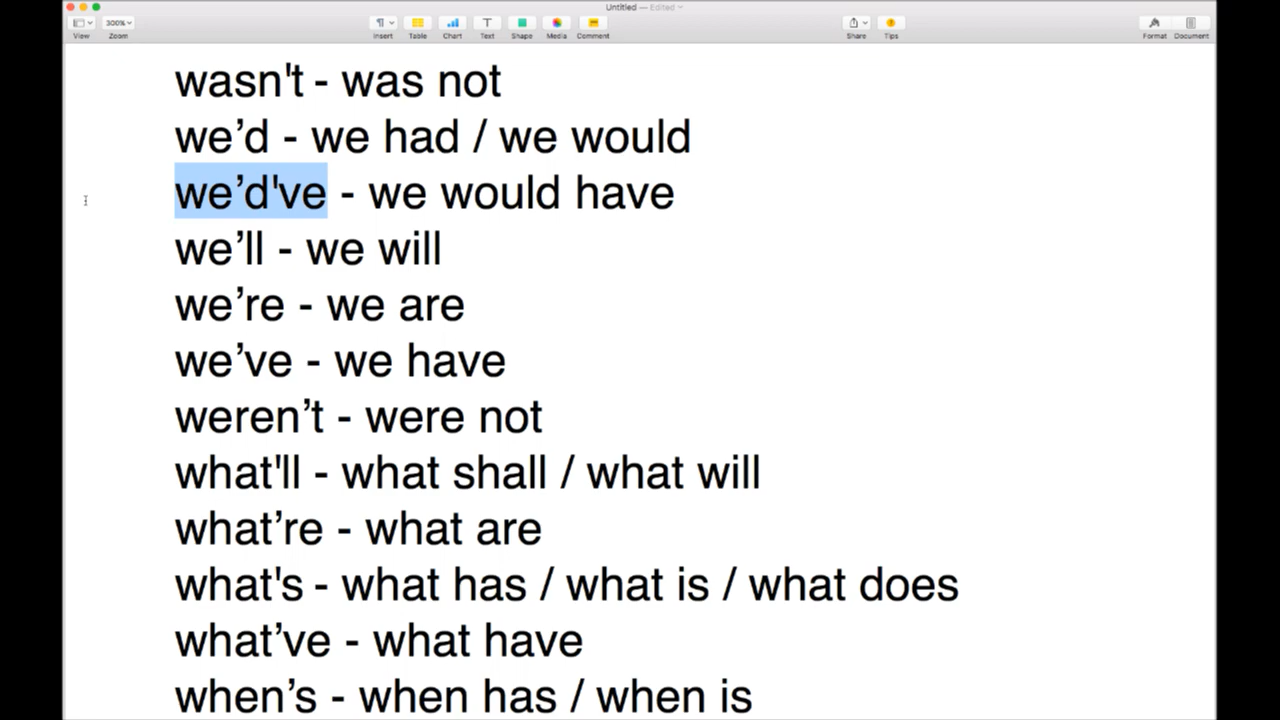 Untitled — Edited
300%
View Zoom Insert Table Chart Text Shape Media Comment Share Tips Format Document
wasn't - was not
we’d - we had / we would
we’d've - we would have
we’ll - we will
we’re - we are
we’ve - we have
weren’t - were not
what'll - what shall / what will
what’re - what are
what's - what has / what is / what does
what’ve - what have
when’s - when has / when is